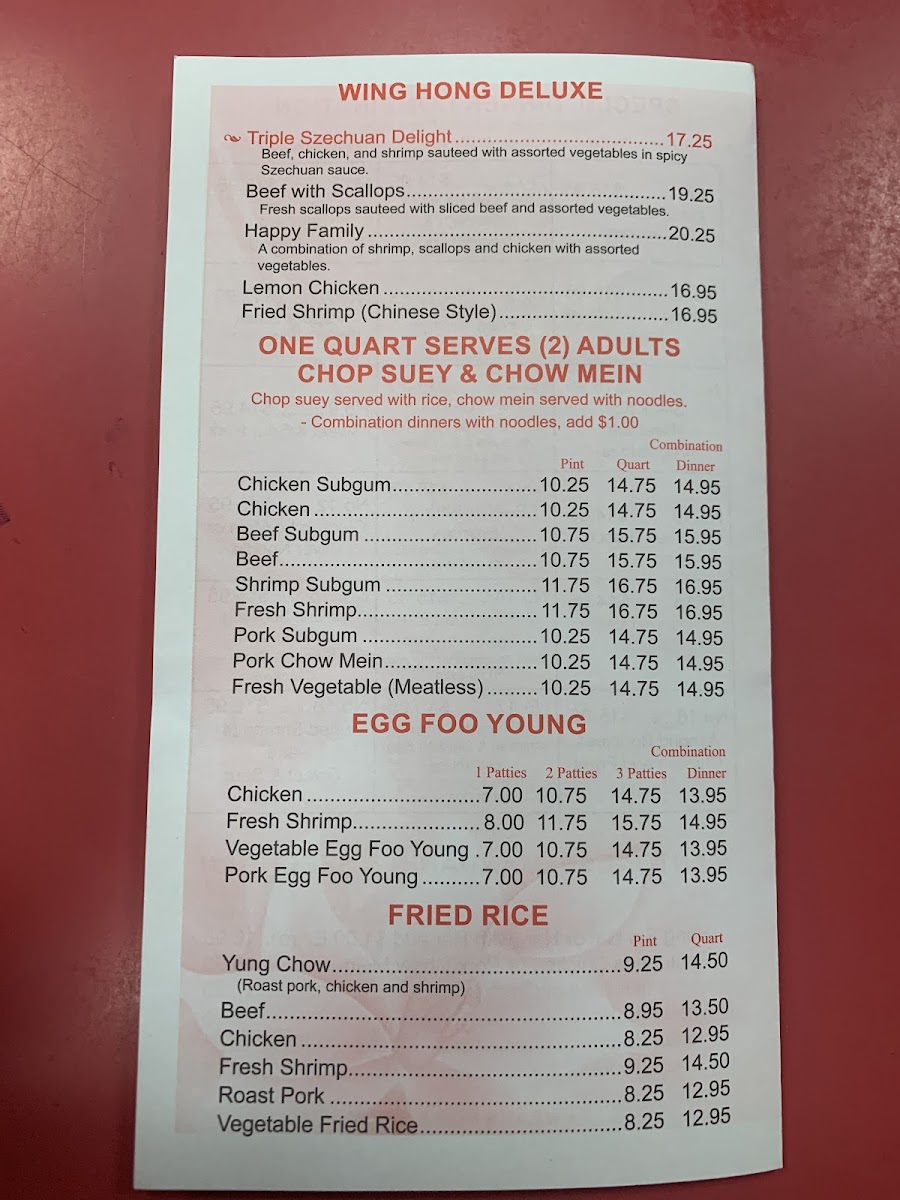 WING HONG DELUXE
Triple Szechuan Delight........................................17.25
Beef, chicken, and shrimp sauteed with assorted vegetables in spicy
Szechuan sauce.
Beef with Scallops.................................................19.25
Fresh scallops sauteed with sliced beef and assorted vegetables.
Happy Family ........................................................20.25
A combination of shrimp, scallops and chicken with assorted
vegetables.
Lemon Chicken .....................................................16.95
Fried Shrimp (Chinese Style)................................16.95
ONE QUART SERVES (2) ADULTS
CHOP SUEY & CHOW MEIN
Chop suey served with rice, chow mein served with noodles.
- Combination dinners with noodles, add $1.00
Combination
Pint Quart Dinner
Chicken Subgum...........................10.25 14.75 14.95
Chicken ..........................................10.25 14.75 14.95
Beef Subgum .................................10.75 15.75 15.95
Beef.................................................10.75 15.75 15.95
Shrimp Subgum .............................11.75 16.75 16.95
Fresh Shrimp..................................11.75 16.75 16.95
Pork Subgum .................................10.25 14.75 14.95
Pork Chow Mein.............................10.25 14.75 14.95
Fresh Vegetable (Meatless).........10.25 14.75 14.95
EGG FOO YOUNG
Combination
1 Patties 2 Patties 3 Patties Dinner
Chicken ................................7.00 10.75 14.75 13.95
Fresh Shrimp........................8.00 11.75 15.75 14.95
Vegetable Egg Foo Young .7.00 10.75 14.75 13.95
Pork Egg Foo Young..........7.00 10.75 14.75 13.95
FRIED RICE
Pint Quart
Yung Chow......................................................9.25 14.50
(Roast pork, chicken and shrimp)
Beef..................................................................8.95 13.50
Chicken ...........................................................8.25 12.95
Fresh Shrimp...................................................9.25 14.50
Roast Pork ......................................................8.25 12.95
Vegetable Fried Rice......................................8.25 12.95